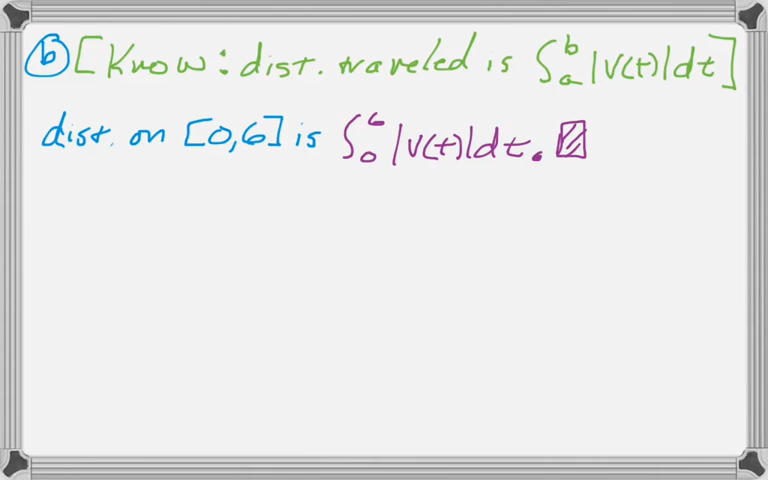 b [Know: dist. traveled is ∫ₐᵇ |v(t)|dt]
dist. on [0,6] is ∫₀⁶ |v(t)|dt.